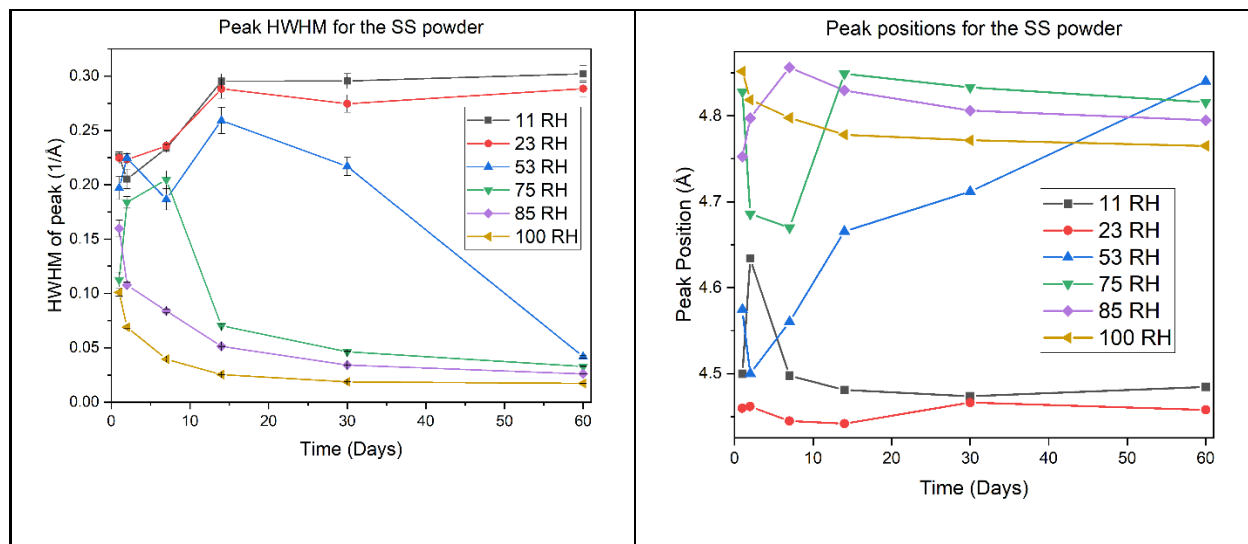 Peak HWHM for the SS powder
HWHM of peak (1/Å)
0.30
0.25
0.20
0.15
0.10
0.05
0.00
11 RH
23 RH
53 RH
75 RH
85 RH
100 RH
0 10 20 30 40 50 60
Time (Days)
Peak positions for the SS powder
Peak Position (Å)
4.8
4.7
4.6
4.5
4.4
11 RH
23 RH
53 RH
75 RH
85 RH
100 RH
0 10 20 30 40 50 60
Time (Days)